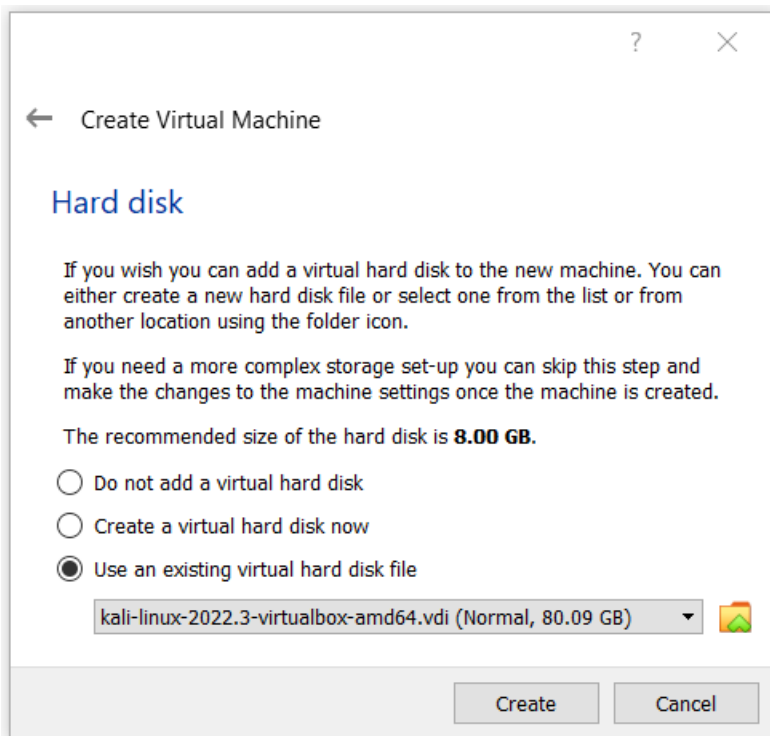 ?
Create Virtual Machine
Hard disk
If you wish you can add a virtual hard disk to the new machine. You can
either create a new hard disk file or select one from the list or from
another location using the folder icon.
If you need a more complex storage set-up you can skip this step and
make the changes to the machine settings once the machine is created.
The recommended size of the hard disk is 8.00 GB.
Do not add a virtual hard disk
Create a virtual hard disk now
Use an existing virtual hard disk file
kali-linux-2022.3-virtualbox-amd64.vdi (Normal, 80.09 GB)
Create Cancel